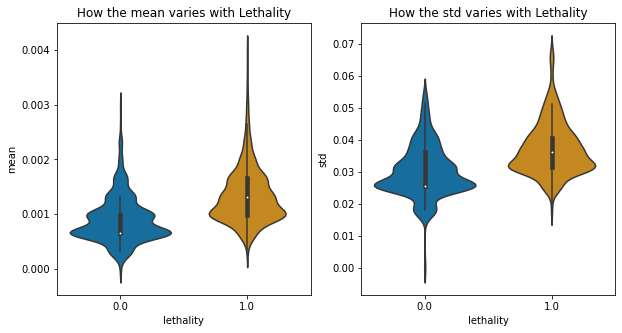 How the mean varies with Lethality
mean
0.004
0.003
0.002
0.001
0.000
0.0 1.0
lethality
How the std varies with Lethality
std
0.07
0.06
0.05
0.04
0.03
0.02
0.01
0.00
0.0 1.0
lethality